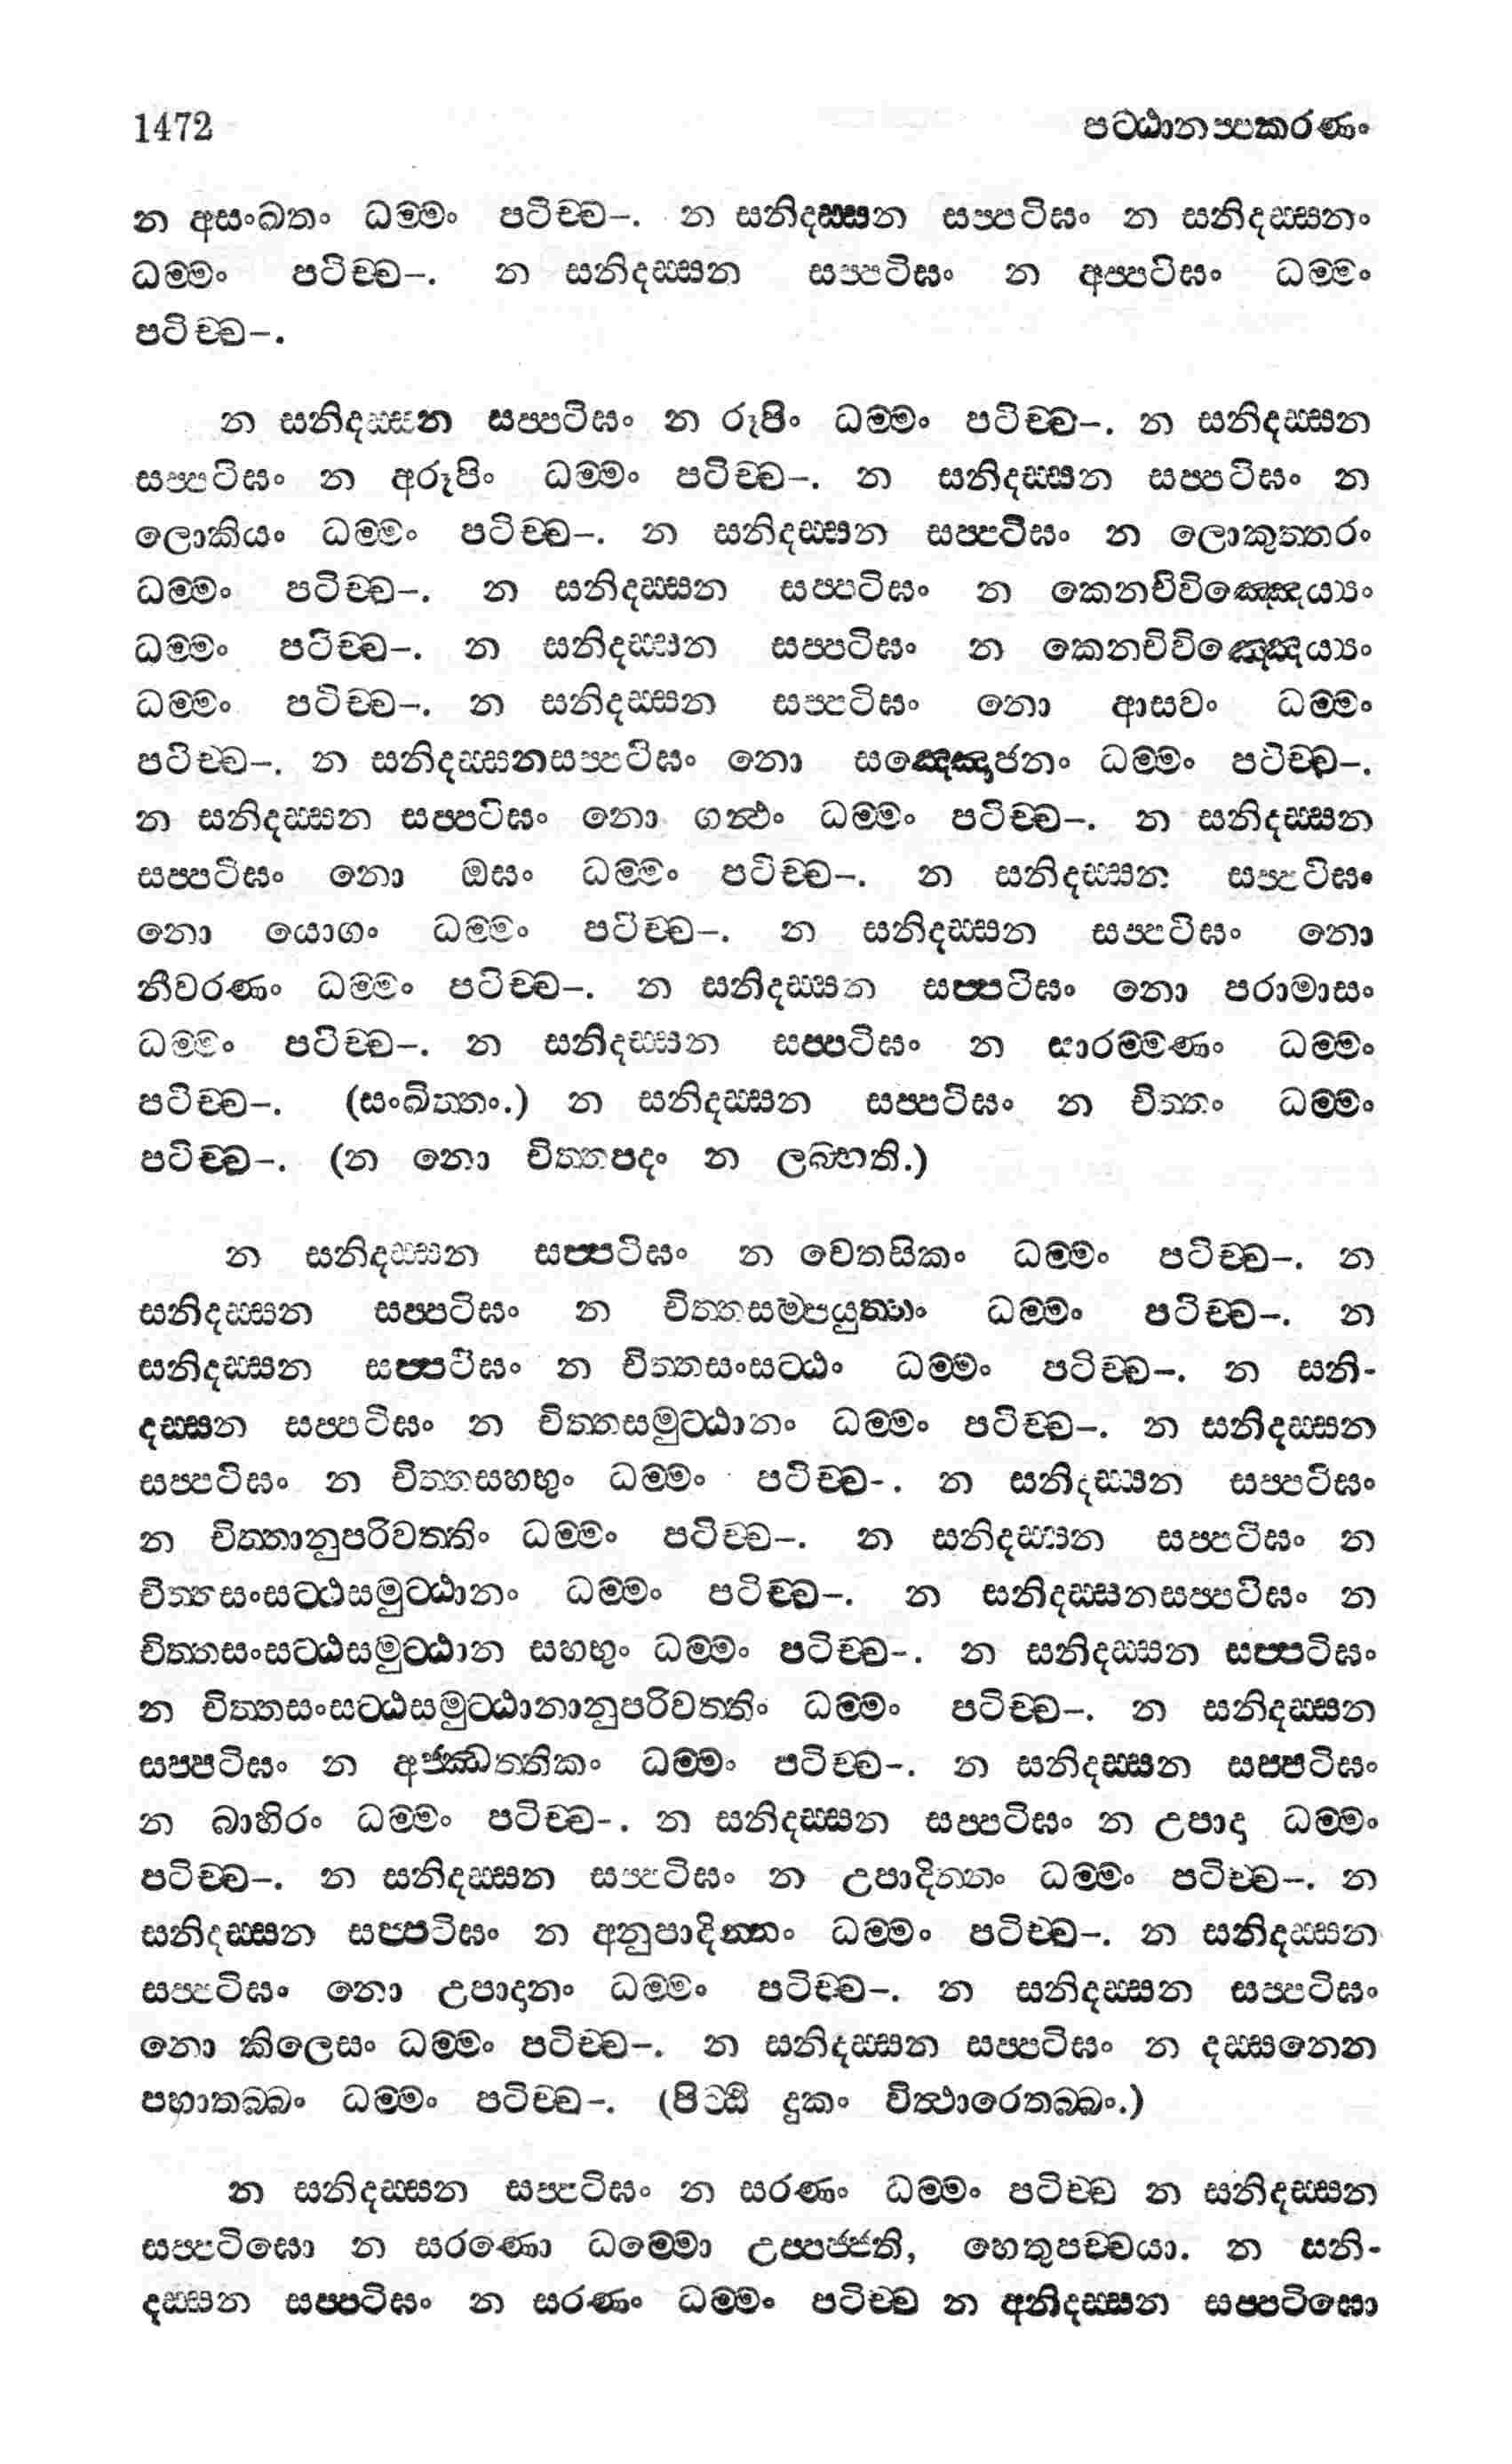 1472 පට්ඨානප්පකරණං
න අසංඛතං ධම්මං පටිච්ච–. න සනිදස්සන සප්පටිඝං න සනිදස්සනං
ධම්මං පටිච්ච–. න සනිදස්සන සප්පටිඝං න අප්පටිඝං ධම්මං
පටිච්ච–.
න සනිදස්සන සප්පටිඝං න රූපිං ධම්මං පටිච්ච–. න සනිදස්සන
සප්පටිඝං න අරූපිං ධම්මං පටිච්ච–. න සනිදස්සන සප්පටිඝං න
ලොකියං ධම්මං පටිච්ච–. න සනිදස්සන සප්පටිඝං න ලොකුත්තරං
ධම්මං පටිච්ච–. න සනිදස්සන සප්පටිඝං න කෙනචිවිඤ්ඤෙය්‍යං
ධම්මං පටිච්ච–. න සනිදස්සන සප්පටිඝං න කෙනචිවිඤ්ඤෙය්‍යං
ධම්මං පටිච්ච–. න සනිදස්සන සප්පටිඝං නො ආසවං ධම්මං
පටිච්ච–. න සනිදස්සනසප්පටිඝං නො සඤ්ඤොජනං ධම්මං පටිච්ච–.
න සනිදස්සන සප්පටිඝං නො ගන්ථං ධම්මං පටිච්ච–. න සනිදස්සන
සප්පටිඝං නො ඔඝං ධම්මං පටිච්ච–. න සනිදස්සන සප්පටිඝං
නො යොගං ධම්මං පටිච්ච–. න සනිදස්සන සප්පටිඝං නො
නීවරණං ධම්මං පටිච්ච–. න සනිදස්සන සප්පටිඝං නො පරාමාසං
ධම්මං පටිච්ච–. න සනිදස්සන සප්පටිඝං න සාරම්මණං ධම්මං
පටිච්ච–. (සංඛිත්තං.) න සනිදස්සන සප්පටිඝං න චිත්තං ධම්මං
පටිච්ච–. (න නො චිත්තපදං න ලබ්භති.)
න සනිදස්සන සප්පටිඝං න චෙතසිකං ධම්මං පටිච්ච–. න
සනිදස්සන සප්පටිඝං න චිත්තසම්පයුත්තං ධම්මං පටිච්ච–. න
සනිදස්සන සප්පටිඝං න චිත්තසංසට්ඨං ධම්මං පටිච්ච–. න සනි-
දස්සන සප්පටිඝං න චිත්තසමුට්ඨානං ධම්මං පටිච්ච–. න සනිදස්සන
සප්පටිඝං න චිත්තසහභුං ධම්මං පටිච්ච-. න සනිදස්සන සප්පටිඝං
න චිත්තානුපරිවත්තිං ධම්මං පටිච්ච–. න සනිදස්සන සප්පටිඝං න
චිත්තසංසට්ඨසමුට්ඨානං ධම්මං පටිච්ච–. න සනිදස්සනසප්පටිඝං න
චිත්තසංසට්ඨසමුට්ඨාන සහභුං ධම්මං පටිච්ච-. න සනිදස්සන සප්පටිඝං
න චිත්තසංසට්ඨසමුට්ඨානානුපරිවත්තිං ධම්මං පටිච්ච–. න සනිදස්සන
සප්පටිඝං න අජ්ඣත්තිකං ධම්මං පටිච්ච–. න සනිදස්සන සප්පටිඝං
න බාහිරං ධම්මං පටිච්ච-. න සනිදස්සන සප්පටිඝං න උපාදා ධම්මං
පටිච්ච–. න සනිදස්සන සප්පටිඝං න උපාදින්නං ධම්මං පටිච්ච–. න
සනිදස්සන සප්පටිඝං න අනුපාදින්නං ධම්මං පටිච්ච–. න සනිදස්සන
සප්පටිඝං නො උපාදානං ධම්මං පටිච්ච–. න සනිදස්සන සප්පටිඝං
නො කිලෙසං ධම්මං පටිච්ච–. න සනිදස්සන සප්පටිඝං න දස්සනෙන
පහාතබ්බං ධම්මං පටිච්ච–. (පිට්ඨි දුකං විත්ථාරෙතබ්බං.)
න සනිදස්සන සප්පටිඝං න සරණං ධම්මං පටිච්ච න සනිදස්සන
සප්පටිඝො න සරණො ධම්මො උප්පජ්ජති, හෙතුපච්චයා. න සනි-
දස්සන සප්පටිඝං න සරණං ධම්මං පටිච්ච න අනිදස්සන සප්පටිඝො